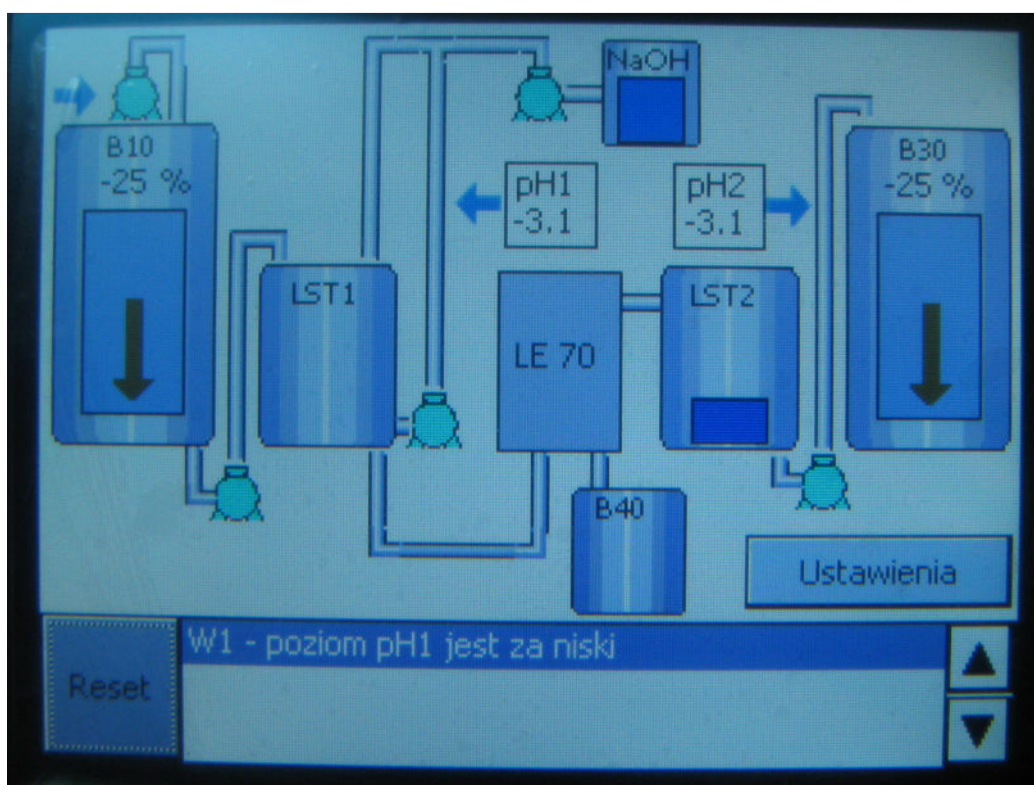 NaOH
B10
-25 %
pH1
-3.1
pH2
-3.1
B30
-25 %
LST1
LE 70
LST2
B40
Ustawienia
W1 - poziom pH1 jest za niski
Reset